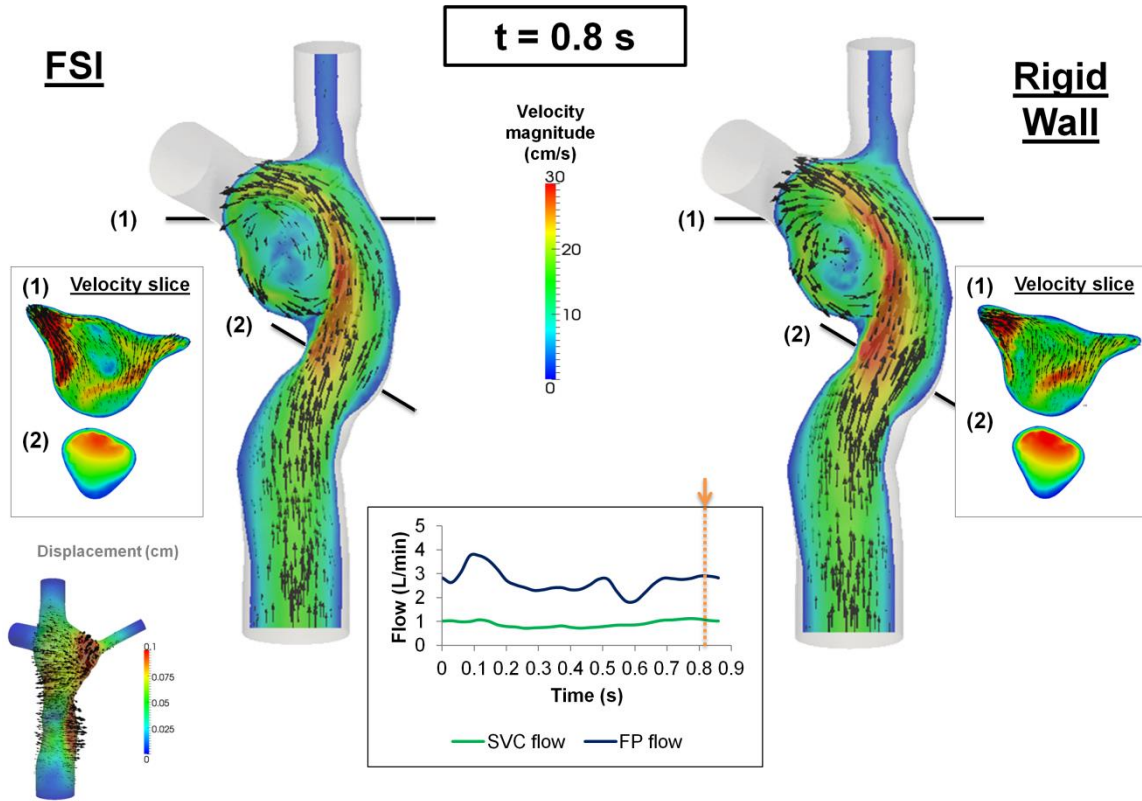 t = 0.8 s
FSI
Rigid
Wall
Velocity
magnitude
(cm/s)
30
20
10
0
(1)
(2)
(1)
(2)
(1) Velocity slice
(2)
(1) Velocity slice
(2)
Displacement (cm)
0.1
0.075
0.05
0.025
0
5
4
3
2
1
0
Flow (L/min)
0 0.1 0.2 0.3 0.4 0.5 0.6 0.7 0.8 0.9
Time (s)
SVC flow FP flow